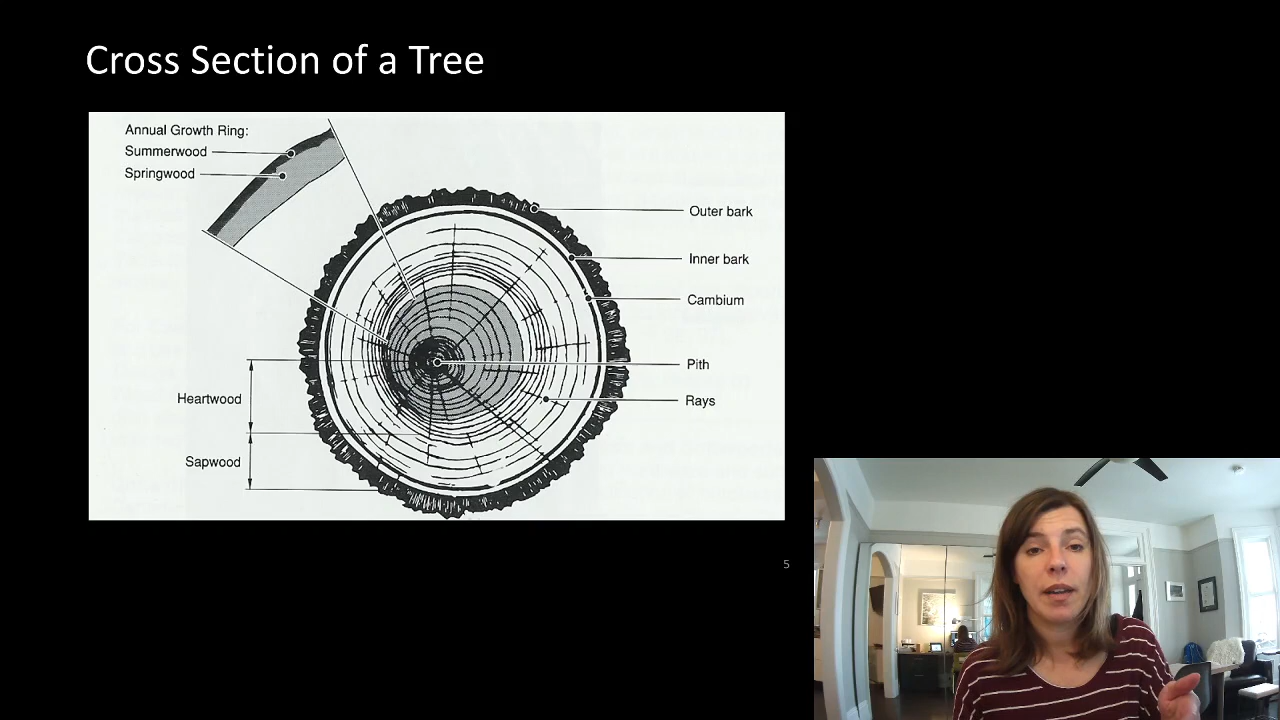 Cross Section of a Tree
Annual Growth Ring:
Summerwood
Springwood
Outer bark
Inner bark
Cambium
Pith
Rays
Heartwood
Sapwood
5